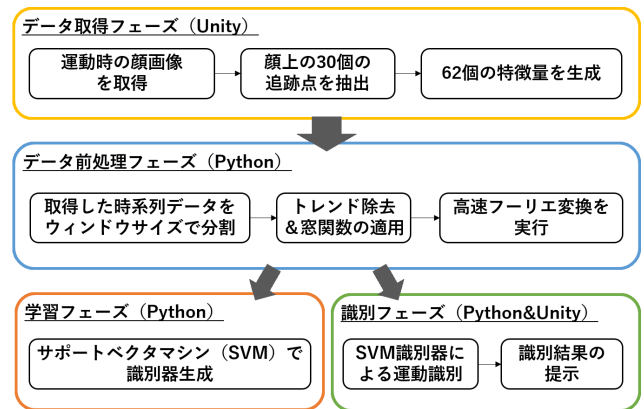 データ取得フェーズ（Unity）
運動時の顔画像
を取得
顔上の30個の
追跡点を抽出
62個の特徴量を生成
データ前処理フェーズ（Python）
取得した時系列データを
ウィンドウサイズで分割
トレンド除去
＆窓関数の適用
高速フーリエ変換を
実行
学習フェーズ（Python）
サポートベクタマシン（SVM）で
識別器生成
識別フェーズ（Python&Unity）
SVM識別器に
よる運動識別
識別結果の
提示